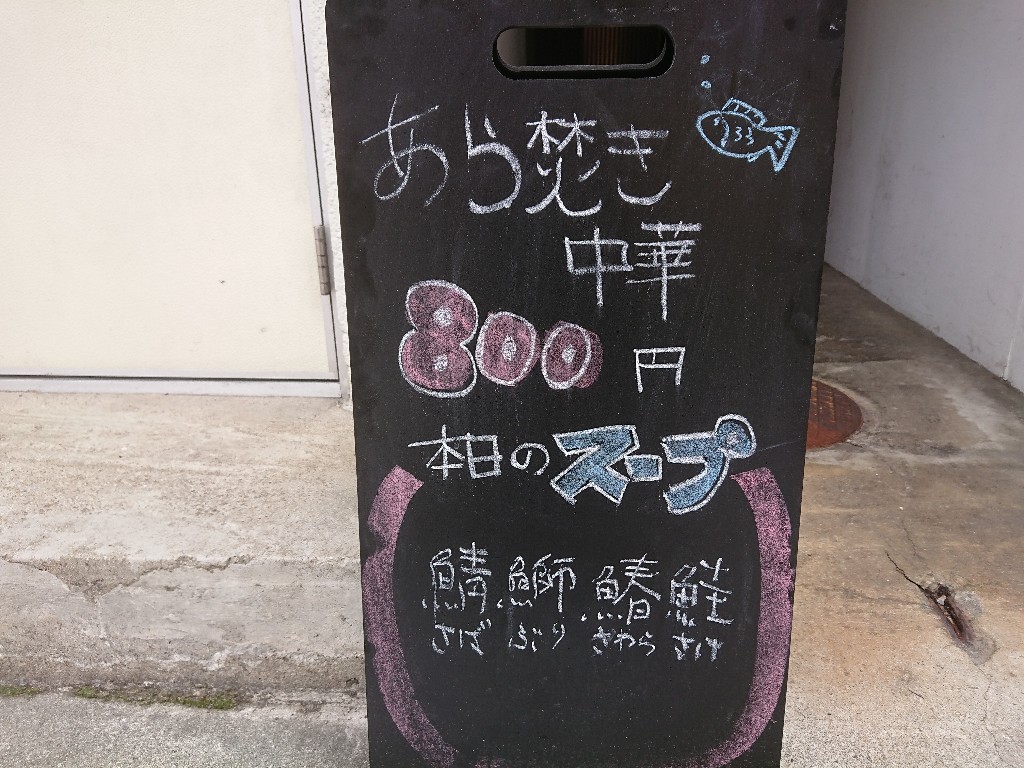 あら焚き
中華
800円
本日のスープ
鯖 鰤 鰆 鮭
さば ぶり さわら さけ